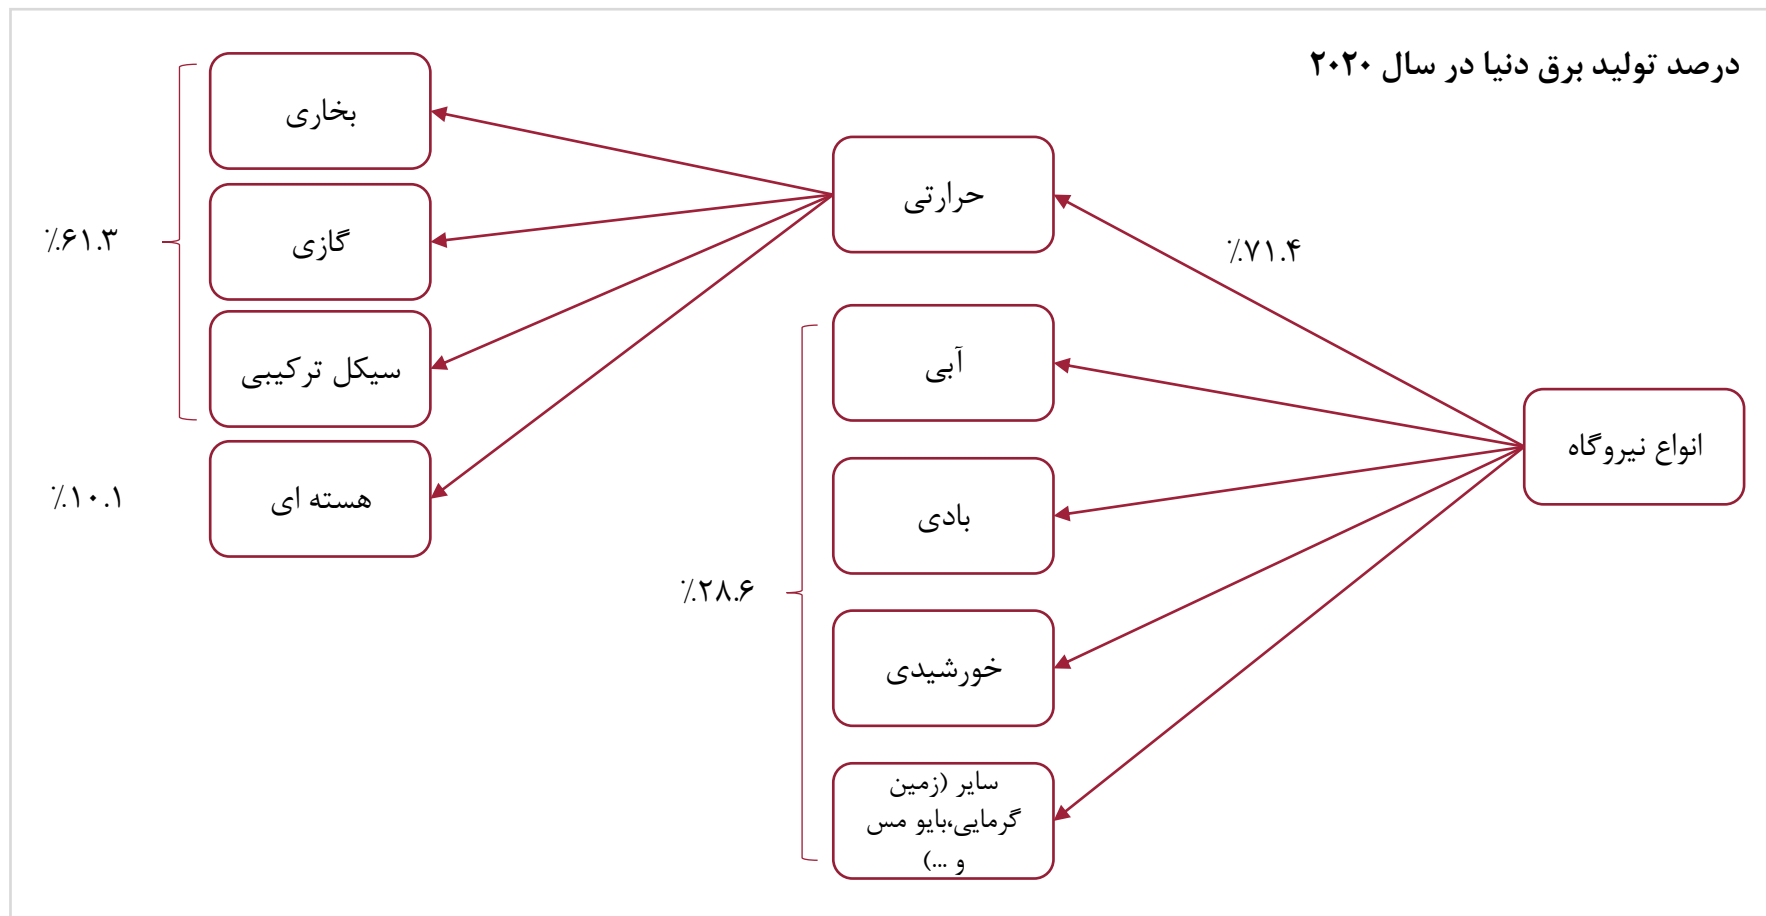 درصد تولید برق دنیا در سال ۲۰۲۰
انواع نیروگاه
٪۷۱.۴
حرارتی
آبی
بادی
خورشیدی
سایر (زمین
گرمایی،بایو مس
و ...)
٪۲۸.۶
بخاری
گازی
سیکل ترکیبی
هسته ای
٪۶۱.۳
٪۱۰.۱